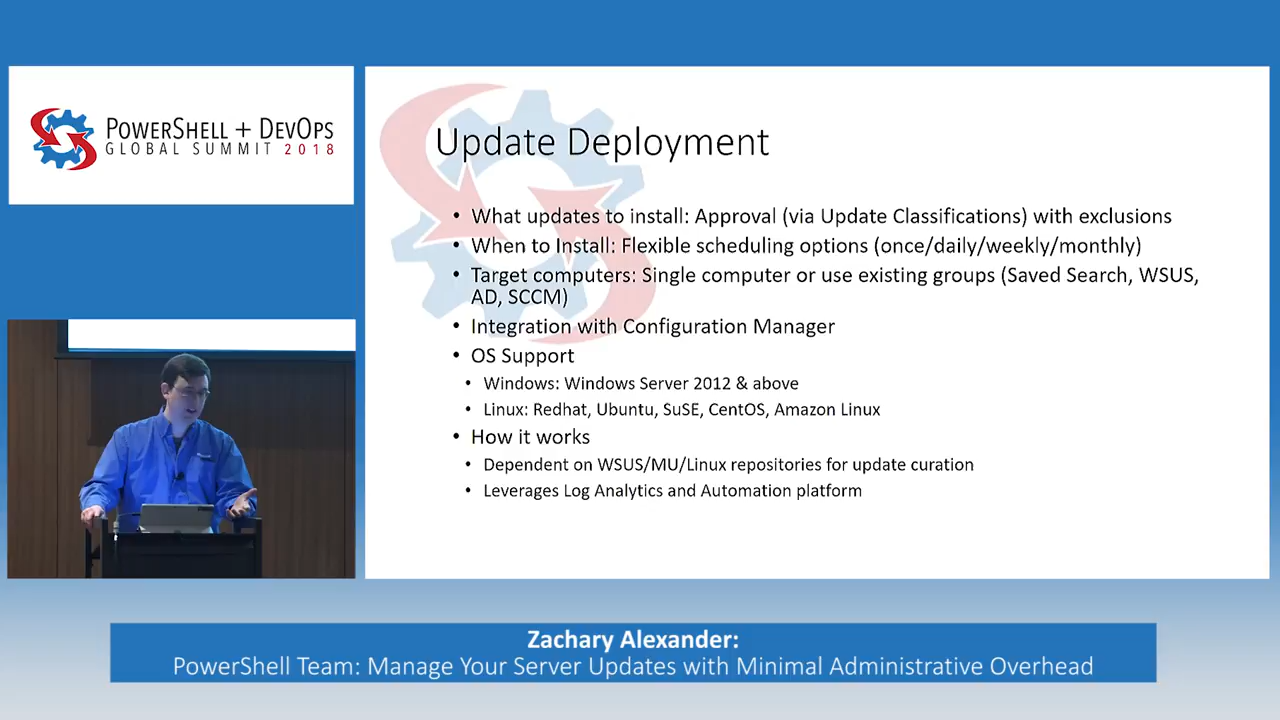 POWERSHELL + DEVOPS
GLOBAL SUMMIT 2018
Update Deployment
• What updates to install: Approval (via Update Classifications) with exclusions
• When to Install: Flexible scheduling options (once/daily/weekly/monthly)
• Target computers: Single computer or use existing groups (Saved Search, WSUS,
AD, SCCM)
• Integration with Configuration Manager
• OS Support
• Windows: Windows Server 2012 & above
• Linux: Redhat, Ubuntu, SuSE, CentOS, Amazon Linux
• How it works
• Dependent on WSUS/MU/Linux repositories for update curation
• Leverages Log Analytics and Automation platform
Zachary Alexander:
PowerShell Team: Manage Your Server Updates with Minimal Administrative Overhead